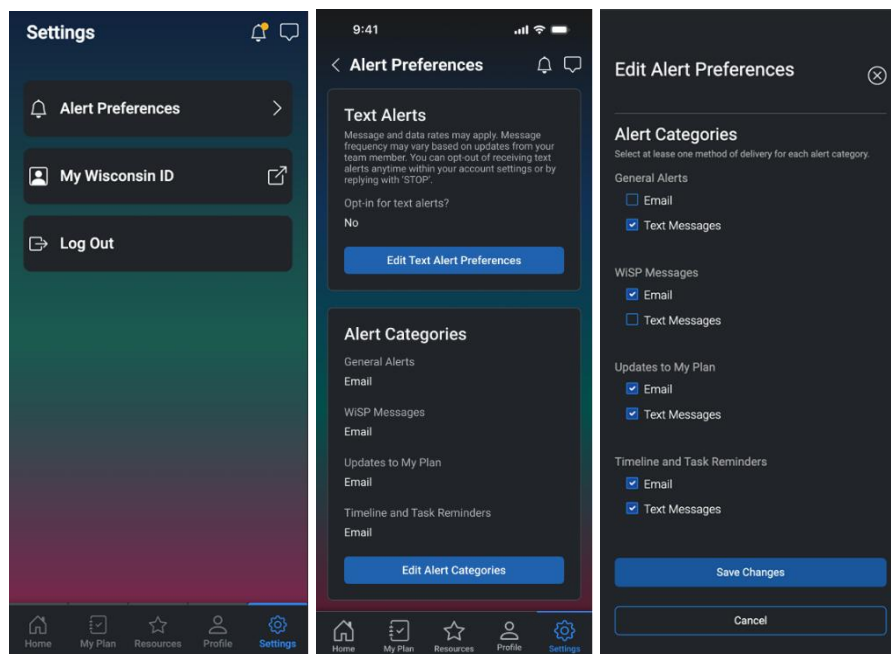 Settings
Alert Preferences
My Wisconsin ID
Log Out
Home
My Plan
Resources
Profile
Settings
9:41
Alert Preferences
Text Alerts
Message and data rates may apply. Message
frequency may vary based on updates from your
team member. You can opt-out of receiving text
alerts anytime within your account settings or by
replying with 'STOP'.
Opt-in for text alerts?
No
Edit Text Alert Preferences
Alert Categories
General Alerts
Email
WiSP Messages
Email
Updates to My Plan
Email
Timeline and Task Reminders
Email
Edit Alert Categories
Home
My Plan
Resources
Profile
Settings
Edit Alert Preferences
Alert Categories
Select at lease one method of delivery for each alert category.
General Alerts
Email
Text Messages
WiSP Messages
Email
Text Messages
Updates to My Plan
Email
Text Messages
Timeline and Task Reminders
Email
Text Messages
Save Changes
Cancel